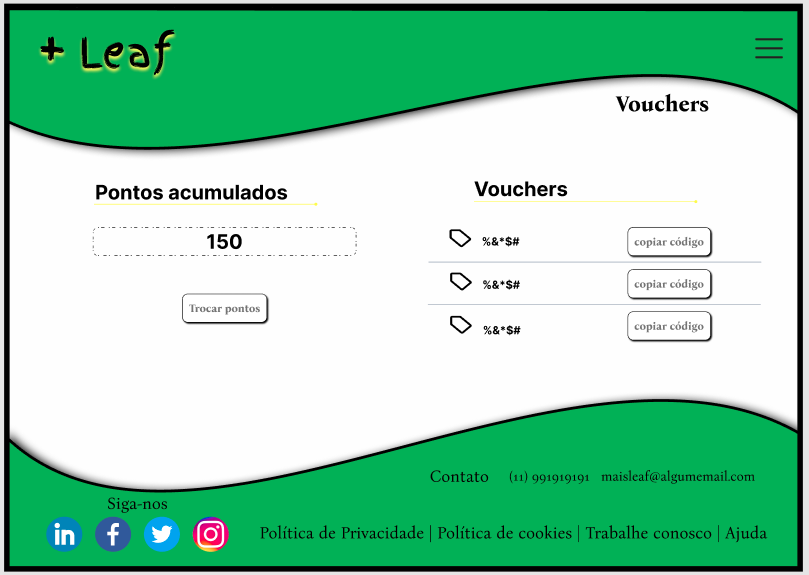 + Leaf
Vouchers
Pontos acumulados
150
Trocar pontos
Vouchers
%&*$# copiar código
%&*$# copiar código
%&*$# copiar código
Contato (11) 991919191 maisleaf@algumemail.com
Siga-nos
in f
Política de Privacidade | Política de cookies | Trabalhe conosco | Ajuda